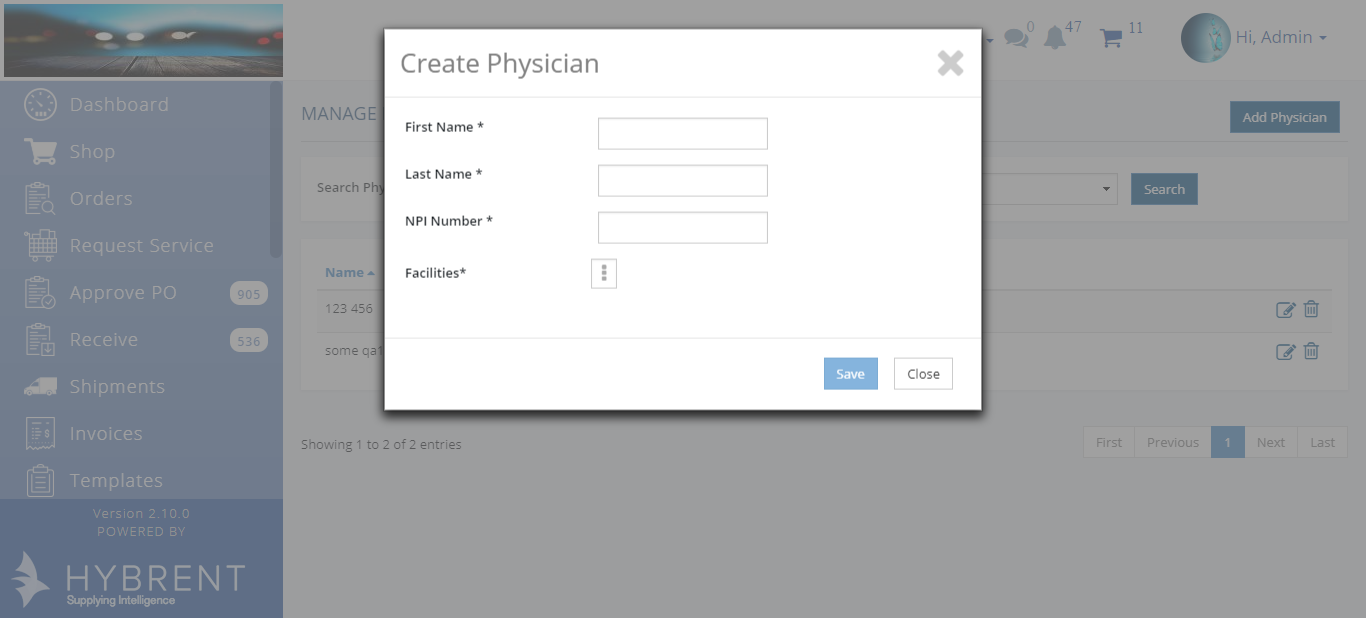 Create Physician
First Name *
Last Name *
NPI Number *
Facilities*
Save Close
0 47 11 Hi, Admin
Dashboard
Shop
Orders
Request Service
Approve PO 905
Receive 536
Shipments
Invoices
Templates
Version 2.10.0
POWERED BY
HYBRENT
Supplying Intelligence
MANAGE
Add Physician
Search Phy
Search
Name
123 456
some qa1
Showing 1 to 2 of 2 entries
First Previous 1 Next Last